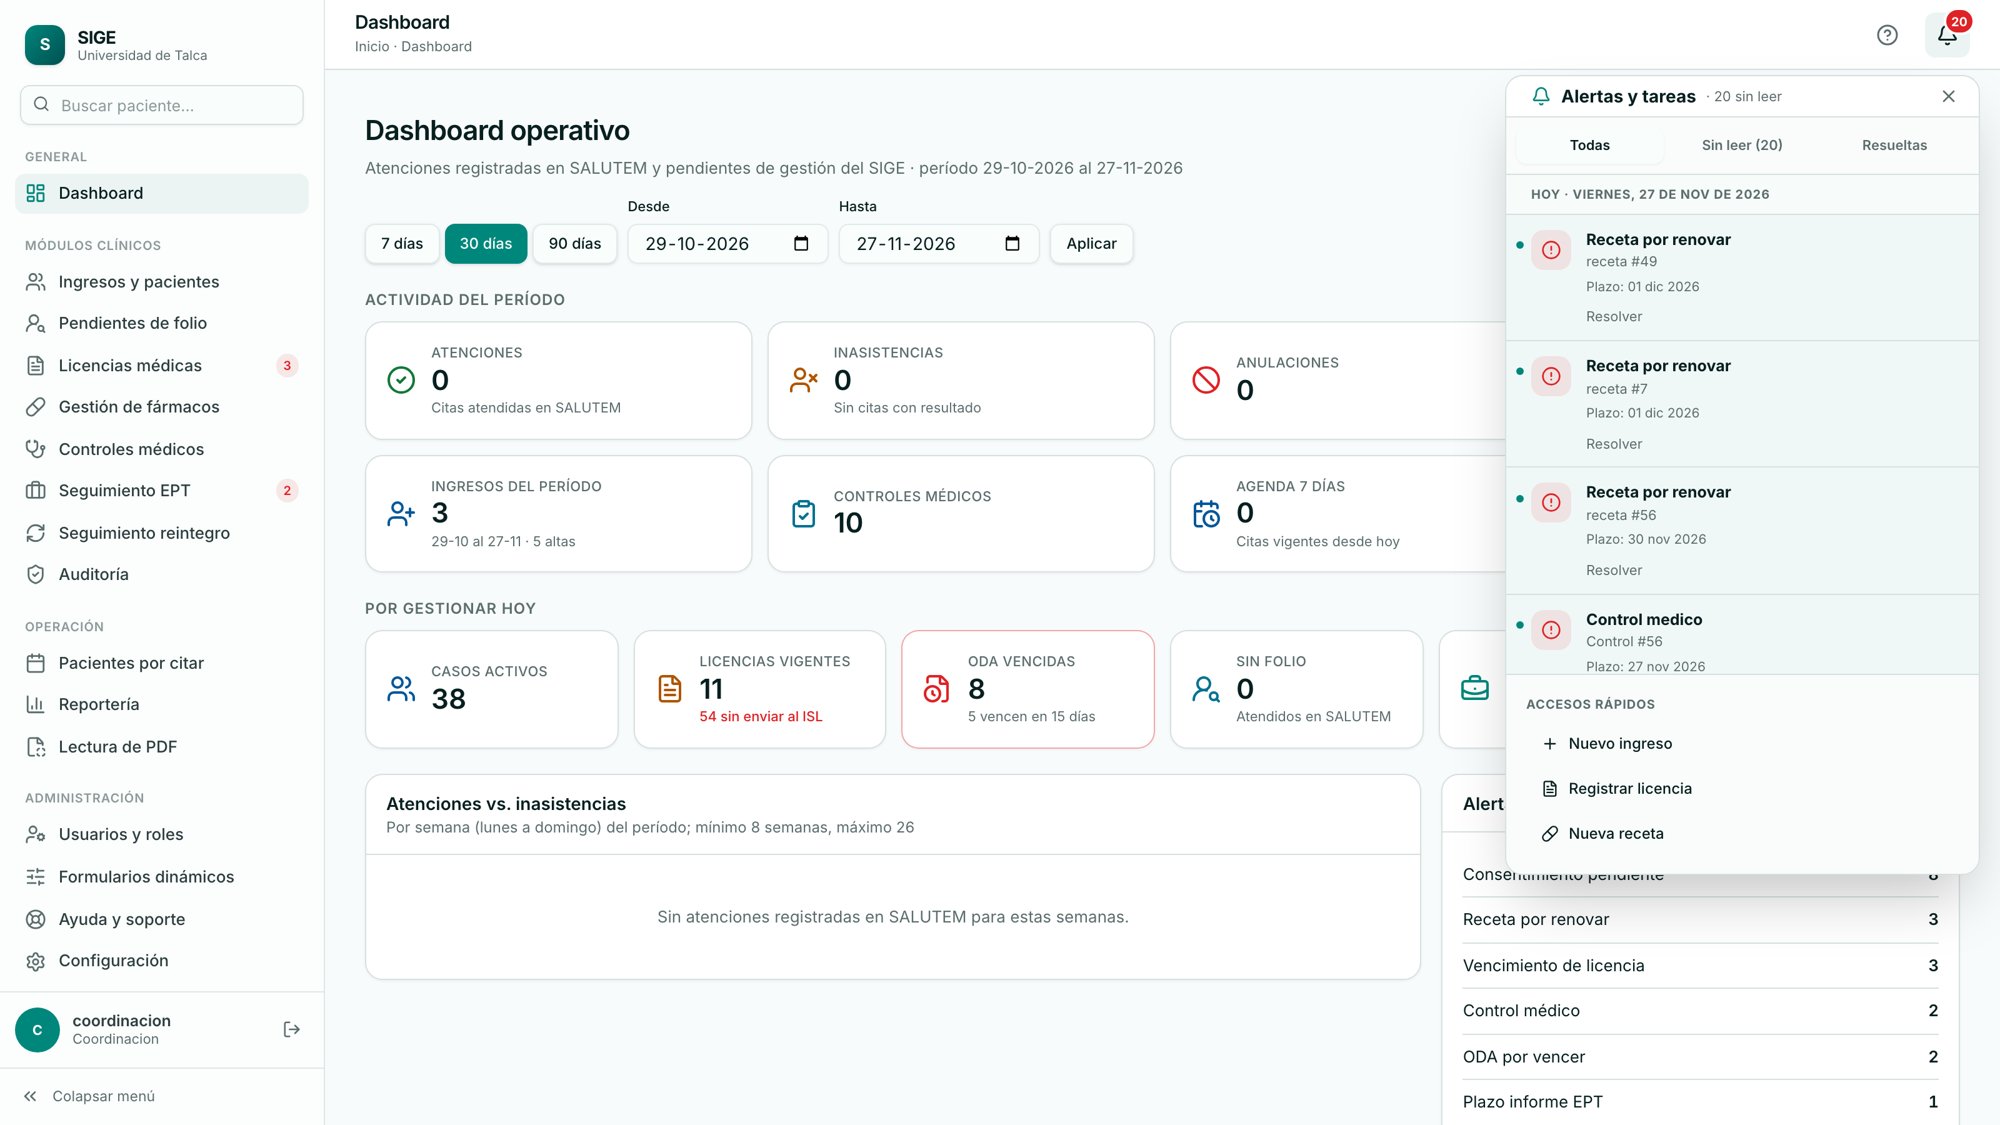 S
SIGE
Universidad de Talca
Buscar paciente...
GENERAL
Dashboard
MÓDULOS CLÍNICOS
Ingresos y pacientes
Pendientes de folio
Licencias médicas
3
Gestión de fármacos
Controles médicos
Seguimiento EPT
2
Seguimiento reintegro
Auditoría
OPERACIÓN
Pacientes por citar
Reportería
Lectura de PDF
ADMINISTRACIÓN
Usuarios y roles
Formularios dinámicos
Ayuda y soporte
Configuración
C
coordinacion
Coordinacion
Colapsar menú
Dashboard
Inicio · Dashboard
20
Dashboard operativo
Atenciones registradas en SALUTEM y pendientes de gestión del SIGE · período 29-10-2026 al 27-11-2026
7 días
30 días
90 días
Desde
29-10-2026
Hasta
27-11-2026
Aplicar
ACTIVIDAD DEL PERÍODO
ATENCIONES
0
Citas atendidas en SALUTEM
INASISTENCIAS
0
Sin citas con resultado
ANULACIONES
0
INGRESOS DEL PERÍODO
3
29-10 al 27-11 · 5 altas
CONTROLES MÉDICOS
10
AGENDA 7 DÍAS
0
Citas vigentes desde hoy
POR GESTIONAR HOY
CASOS ACTIVOS
38
LICENCIAS VIGENTES
11
54 sin enviar al ISL
ODA VENCIDAS
8
5 vencen en 15 días
SIN FOLIO
0
Atendidos en SALUTEM
Atenciones vs. inasistencias
Por semana (lunes a domingo) del período; mínimo 8 semanas, máximo 26
Sin atenciones registradas en SALUTEM para estas semanas.
Alertas y tareas · 20 sin leer
Todas
Sin leer (20)
Resueltas
HOY · VIERNES, 27 DE NOV DE 2026
Receta por renovar
receta #49
Plazo: 01 dic 2026
Resolver
Receta por renovar
receta #7
Plazo: 01 dic 2026
Resolver
Receta por renovar
receta #56
Plazo: 30 nov 2026
Resolver
Control medico
Control #56
Plazo: 27 nov 2026
ACCESOS RÁPIDOS
Nuevo ingreso
Registrar licencia
Nueva receta
Alert
Consentimiento pendiente 8
Receta por renovar 3
Vencimiento de licencia 3
Control médico 2
ODA por vencer 2
Plazo informe EPT 1